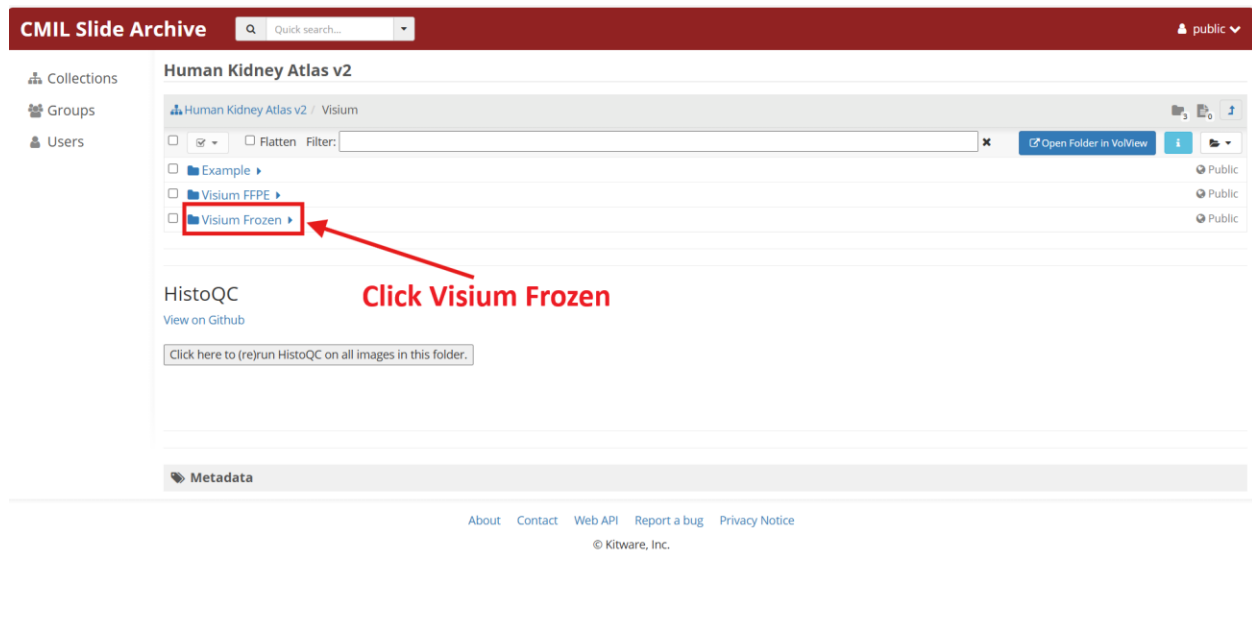 CMIL Slide Archive
Quick search...
public
Collections
Groups
Users
Human Kidney Atlas v2
Human Kidney Atlas v2 / Visium
3
0
Flatten Filter:
Open Folder in VolView
i
Example
Public
Visium FFPE
Public
Visium Frozen
Public
Click Visium Frozen
HistoQC
View on Github
Click here to (re)run HistoQC on all images in this folder.
Metadata
About Contact Web API Report a bug Privacy Notice
© Kitware, Inc.